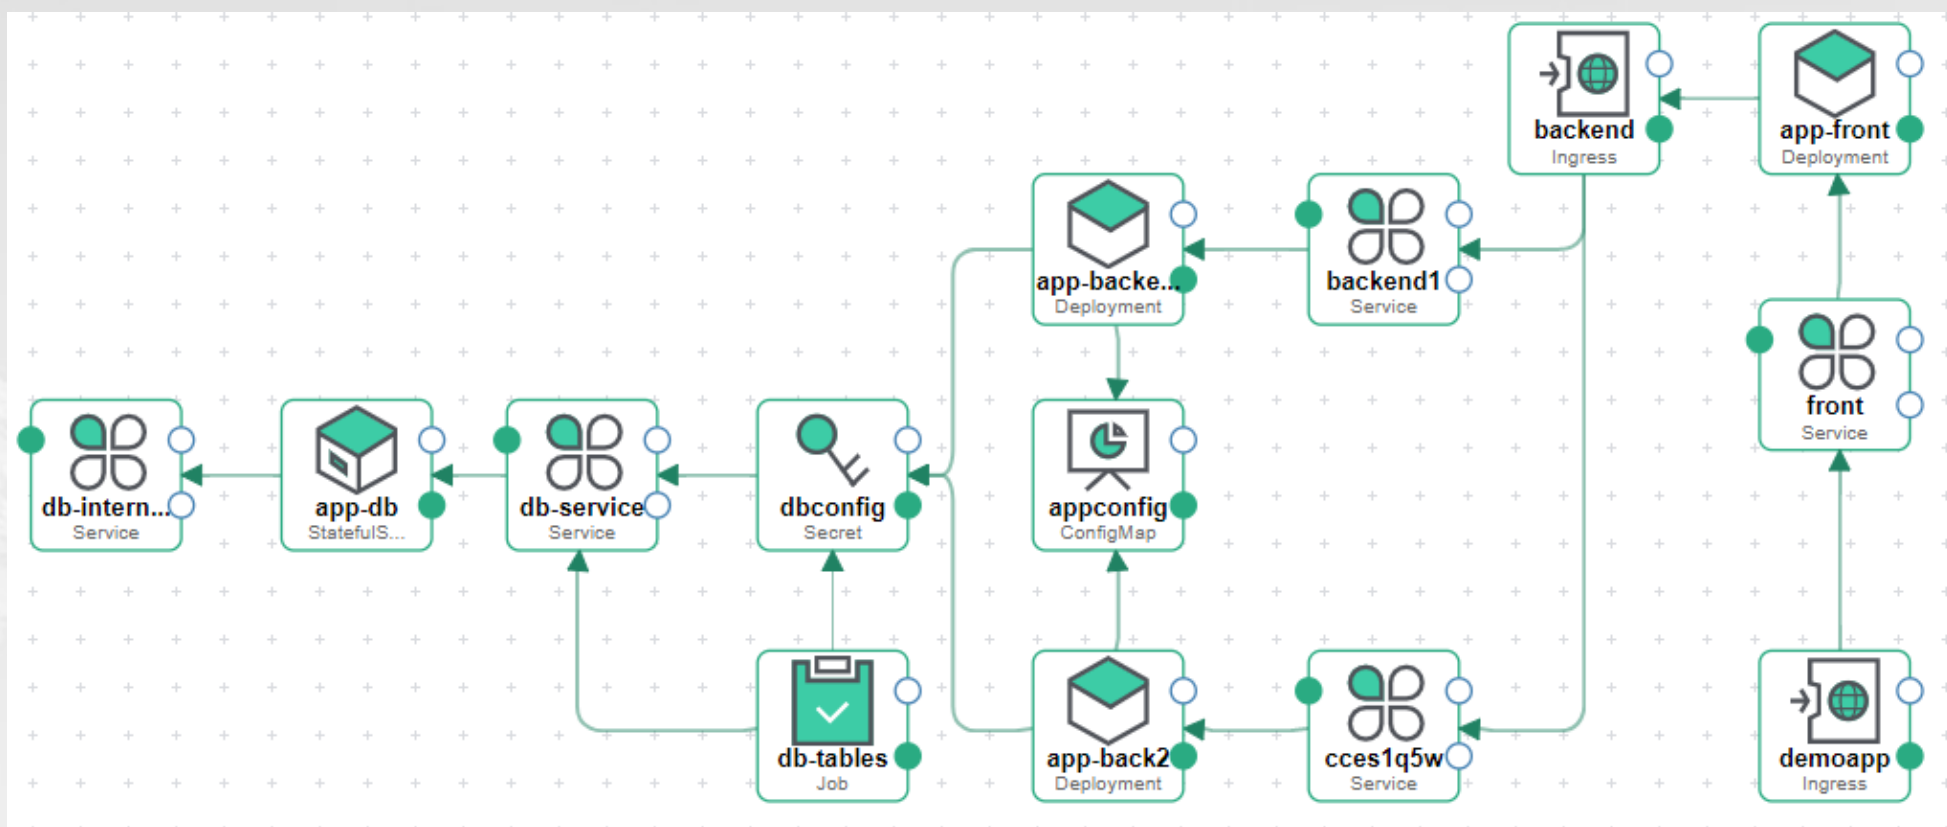 backend
Ingress
app-front
Deployment
app-backe...
Deployment
backend1
Service
front
Service
db-intern...
Service
app-db
StatefulS...
db-service
Service
dbconfig
Secret
appconfig
ConfigMap
db-tables
Job
app-back2
Deployment
cces1q5w
Service
demoapp
Ingress